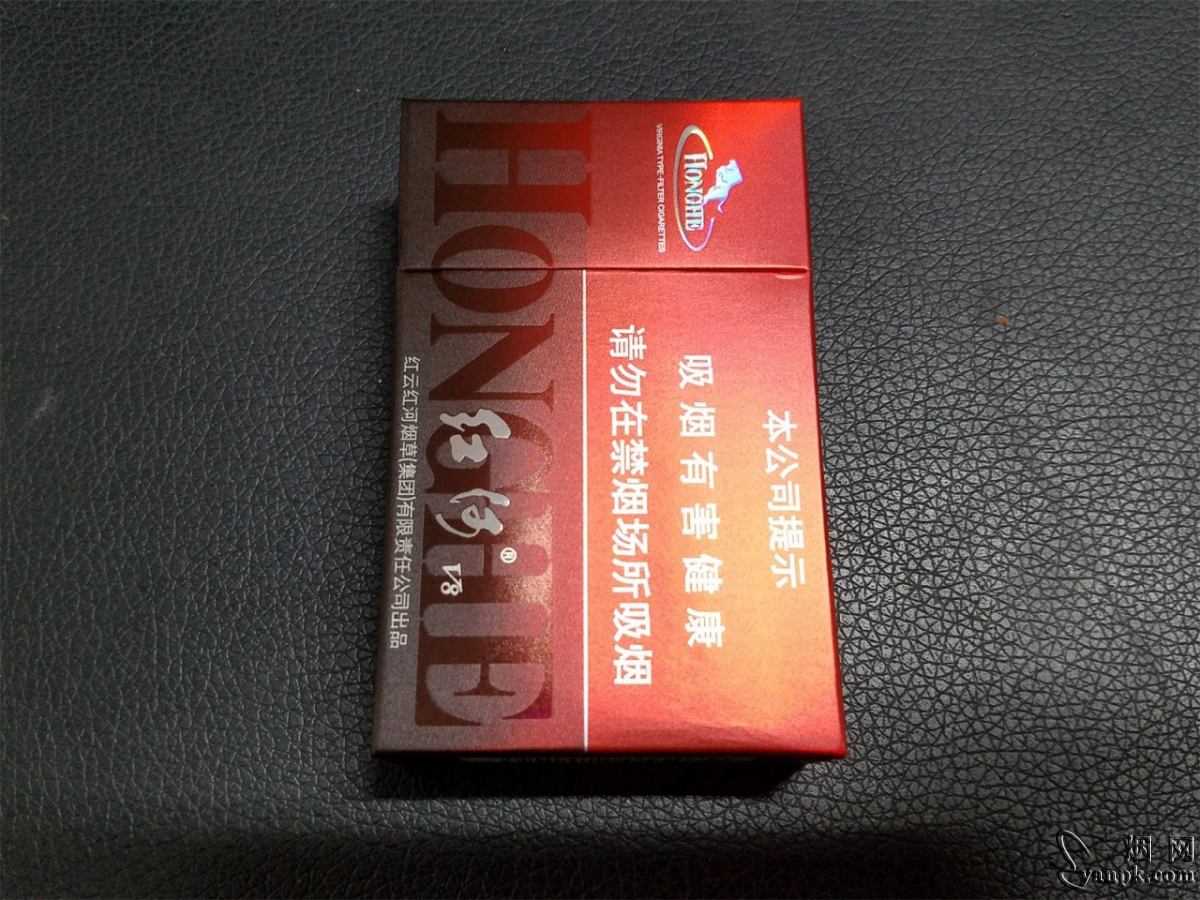 HONGHE
VIRGINIA TYPE-FILTER CIGARETTES
HONGHE
本公司提示
吸烟有害健康
请勿在禁烟场所吸烟
红河® V8
红云红河烟草(集团)有限责任公司出品
烟网
yanpk.com